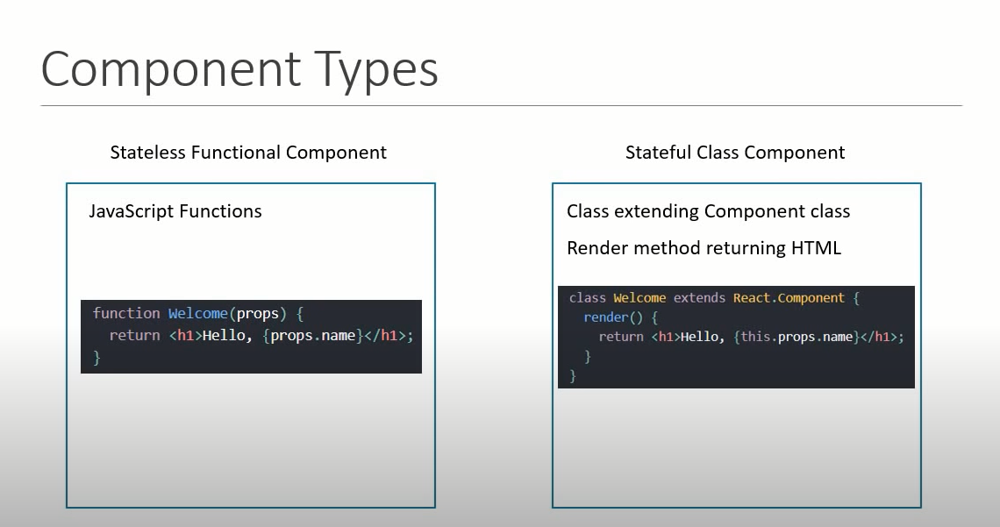 Component Types
Stateless Functional Component
JavaScript Functions
function Welcome(props) {
  return <h1>Hello, {props.name}</h1>;
}
Stateful Class Component
Class extending Component class
Render method returning HTML
class Welcome extends React.Component {
  render() {
    return <h1>Hello, {this.props.name}</h1>;
  }
}